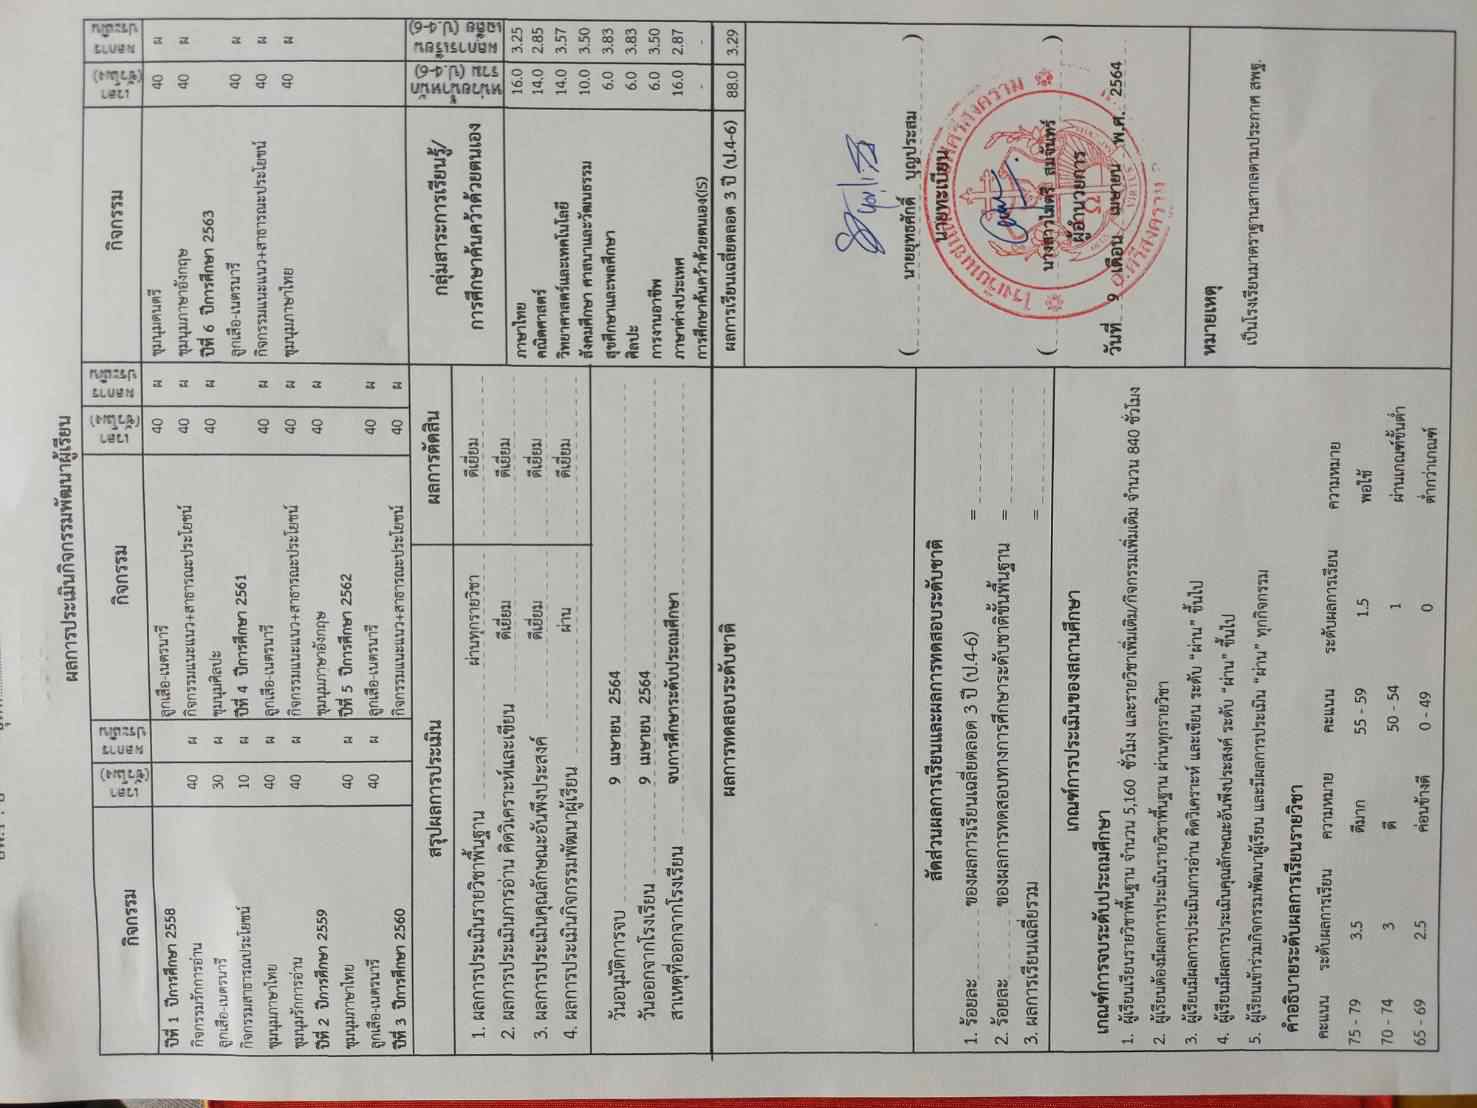 ผลการประเมินกิจกรรมพัฒนาผู้เรียน
กิจกรรม เวลา (ชั่วโมง) ผลการประเมิน
ปีที่ 1 ปีการศึกษา 2558
กิจกรรมรักการอ่าน 40 ผ
ลูกเสือ-เนตรนารี 30 ผ
กิจกรรมสาธารณประโยชน์ 10 ผ
ชุมนุมภาษาไทย 40 ผ
ชุมนุมรักการอ่าน 40 ผ
ปีที่ 2 ปีการศึกษา 2559
ชุมนุมภาษาไทย 40 ผ
ลูกเสือ-เนตรนารี 40 ผ
ปีที่ 3 ปีการศึกษา 2560
กิจกรรม เวลา (ชั่วโมง) ผลการประเมิน
ลูกเสือ-เนตรนารี 40 ผ
กิจกรรมแนะแนว+สาธารณะประโยชน์ 40 ผ
ชุมนุมศิลปะ 40 ผ
ปีที่ 4 ปีการศึกษา 2561
ลูกเสือ-เนตรนารี 40 ผ
กิจกรรมแนะแนว+สาธารณะประโยชน์ 40 ผ
ชุมนุมภาษาอังกฤษ 40 ผ
ปีที่ 5 ปีการศึกษา 2562
ลูกเสือ-เนตรนารี 40 ผ
กิจกรรมแนะแนว+สาธารณะประโยชน์ 40 ผ
กิจกรรม เวลา (ชั่วโมง) ผลการประเมิน
ชุมนุมดนตรี 40 ผ
ชุมนุมภาษาอังกฤษ 40 ผ
ปีที่ 6 ปีการศึกษา 2563
ลูกเสือ-เนตรนารี 40 ผ
กิจกรรมแนะแนว+สาธารณะประโยชน์ 40 ผ
ชุมนุมภาษาไทย 40 ผ
สรุปผลการประเมิน ผลการตัดสิน
1. ผลการประเมินรายวิชาพื้นฐาน ผ่านทุกรายวิชา ดีเยี่ยม
2. ผลการประเมินการอ่าน คิดวิเคราะห์และเขียน ดีเยี่ยม ดีเยี่ยม
3. ผลการประเมินคุณลักษณะอันพึงประสงค์ ดีเยี่ยม ดีเยี่ยม
4. ผลการประเมินกิจกรรมพัฒนาผู้เรียน ผ่าน ดีเยี่ยม
วันอนุมัติการจบ 9 เมษายน 2564
วันออกจากโรงเรียน 9 เมษายน 2564
สาเหตุที่ออกจากโรงเรียน จบการศึกษาระดับประถมศึกษา
กลุ่มสาระการเรียนรู้/
การศึกษาค้นคว้าด้วยตนเอง
หน่วยน้ำหนัก รวม (ป.4-6)
ผลการเรียนเฉลี่ย (ป.4-6)
ภาษาไทย 16.0 3.25
คณิตศาสตร์ 14.0 2.85
วิทยาศาสตร์และเทคโนโลยี 14.0 3.57
สังคมศึกษา ศาสนาและวัฒนธรรม 10.0 3.50
สุขศึกษาและพลศึกษา 6.0 3.83
ศิลปะ 6.0 3.83
การงานอาชีพ 6.0 3.50
ภาษาต่างประเทศ 16.0 2.87
การศึกษาค้นคว้าด้วยตนเอง(IS) - -
ผลการเรียนเฉลี่ยตลอด 3 ปี (ป.4-6) 88.0 3.29
ผลการทดสอบระดับชาติ
สัดส่วนผลการเรียนและผลการทดสอบระดับชาติ
1. ร้อยละ ของผลการเรียนเฉลี่ยตลอด 3 ปี (ป.4-6) =
2. ร้อยละ ของผลการทดสอบทางการศึกษาระดับชาติขั้นพื้นฐาน =
3. ผลการเรียนเฉลี่ยรวม =
( นายยุทธศักดิ์ บุญประสม )
นายทะเบียน
( นางสาวไมตรี สมจันทร์ )
ผู้อำนวยการ
วันที่ 9 เดือน เมษายน พ.ศ. 2564
เกณฑ์การประเมินของสถานศึกษา
เกณฑ์การจบระดับประถมศึกษา
1. ผู้เรียนเรียนรายวิชาพื้นฐาน จำนวน 5,160 ชั่วโมง และรายวิชาเพิ่มเติม/กิจกรรมเพิ่มเติม จำนวน 840 ชั่วโมง
2. ผู้เรียนต้องมีผลการประเมินรายวิชาพื้นฐาน ผ่านทุกรายวิชา
3. ผู้เรียนมีผลการประเมินการอ่าน คิดวิเคราะห์ และเขียน ระดับ "ผ่าน" ขึ้นไป
4. ผู้เรียนมีผลการประเมินคุณลักษณะอันพึงประสงค์ ระดับ "ผ่าน" ขึ้นไป
5. ผู้เรียนเข้าร่วมกิจกรรมพัฒนาผู้เรียน และมีผลการประเมิน "ผ่าน" ทุกกิจกรรม
คำอธิบายระดับผลการเรียนรายวิชา
คะแนน ระดับผลการเรียน ความหมาย คะแนน ระดับผลการเรียน ความหมาย
75 - 79 3.5 ดีมาก 55 - 59 1.5 พอใช้
70 - 74 3 ดี 50 - 54 1 ผ่านเกณฑ์ขั้นต่ำ
65 - 69 2.5 ค่อนข้างดี 0 - 49 0 ต่ำกว่าเกณฑ์
หมายเหตุ
เป็นโรงเรียนมาตราฐานสากลตามประกาศ สพฐ.